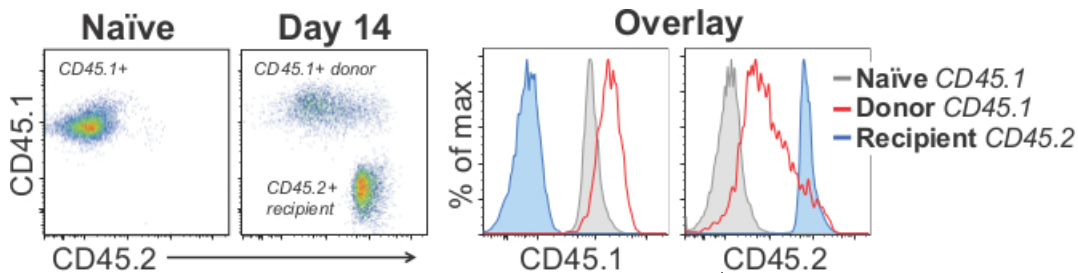 Naïve
Day 14
Overlay
CD45.1+
CD45.1+ donor
CD45.2+
recipient
CD45.1
CD45.2
% of max
CD45.1
CD45.2
Naïve CD45.1
Donor CD45.1
Recipient CD45.2